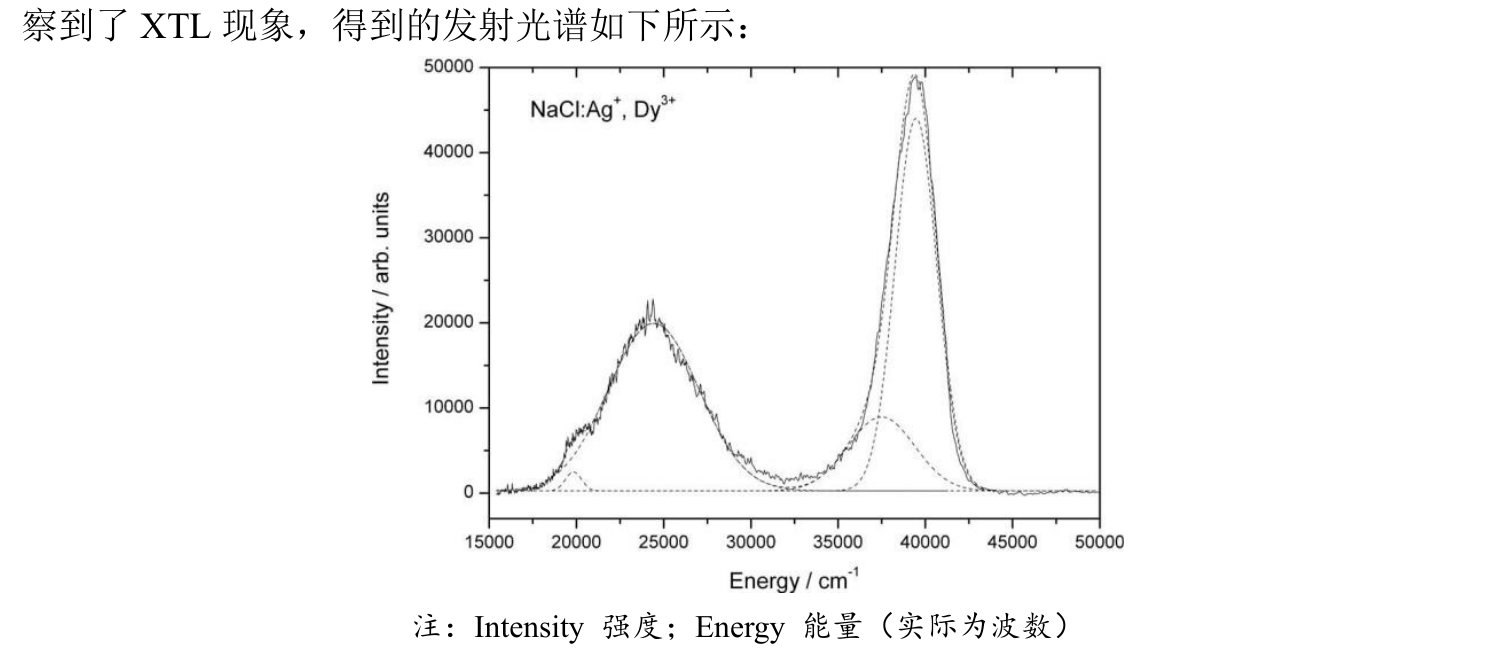 察到了 XTL 现象，得到的发射光谱如下所示：
50000
NaCl:Ag⁺, Dy³⁺
40000
30000
20000
10000
0
Intensity / arb. units
15000 20000 25000 30000 35000 40000 45000 50000
Energy / cm⁻¹
注：Intensity 强度；Energy 能量（实际为波数）